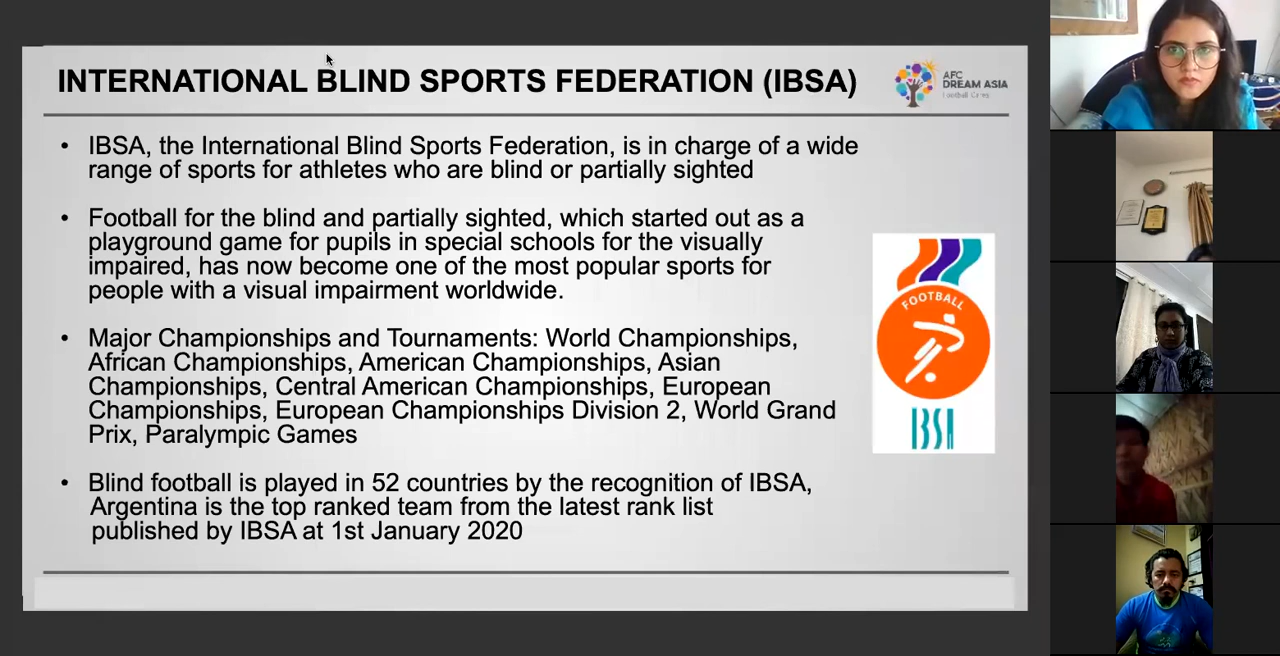 INTERNATIONAL BLIND SPORTS FEDERATION (IBSA)
AFC
DREAM ASIA
Football Cares
• IBSA, the International Blind Sports Federation, is in charge of a wide
range of sports for athletes who are blind or partially sighted
• Football for the blind and partially sighted, which started out as a
playground game for pupils in special schools for the visually
impaired, has now become one of the most popular sports for
people with a visual impairment worldwide.
• Major Championships and Tournaments: World Championships,
African Championships, American Championships, Asian
Championships, Central American Championships, European
Championships, European Championships Division 2, World Grand
Prix, Paralympic Games
• Blind football is played in 52 countries by the recognition of IBSA,
Argentina is the top ranked team from the latest rank list
published by IBSA at 1st January 2020
FOOTBALL
IBSA